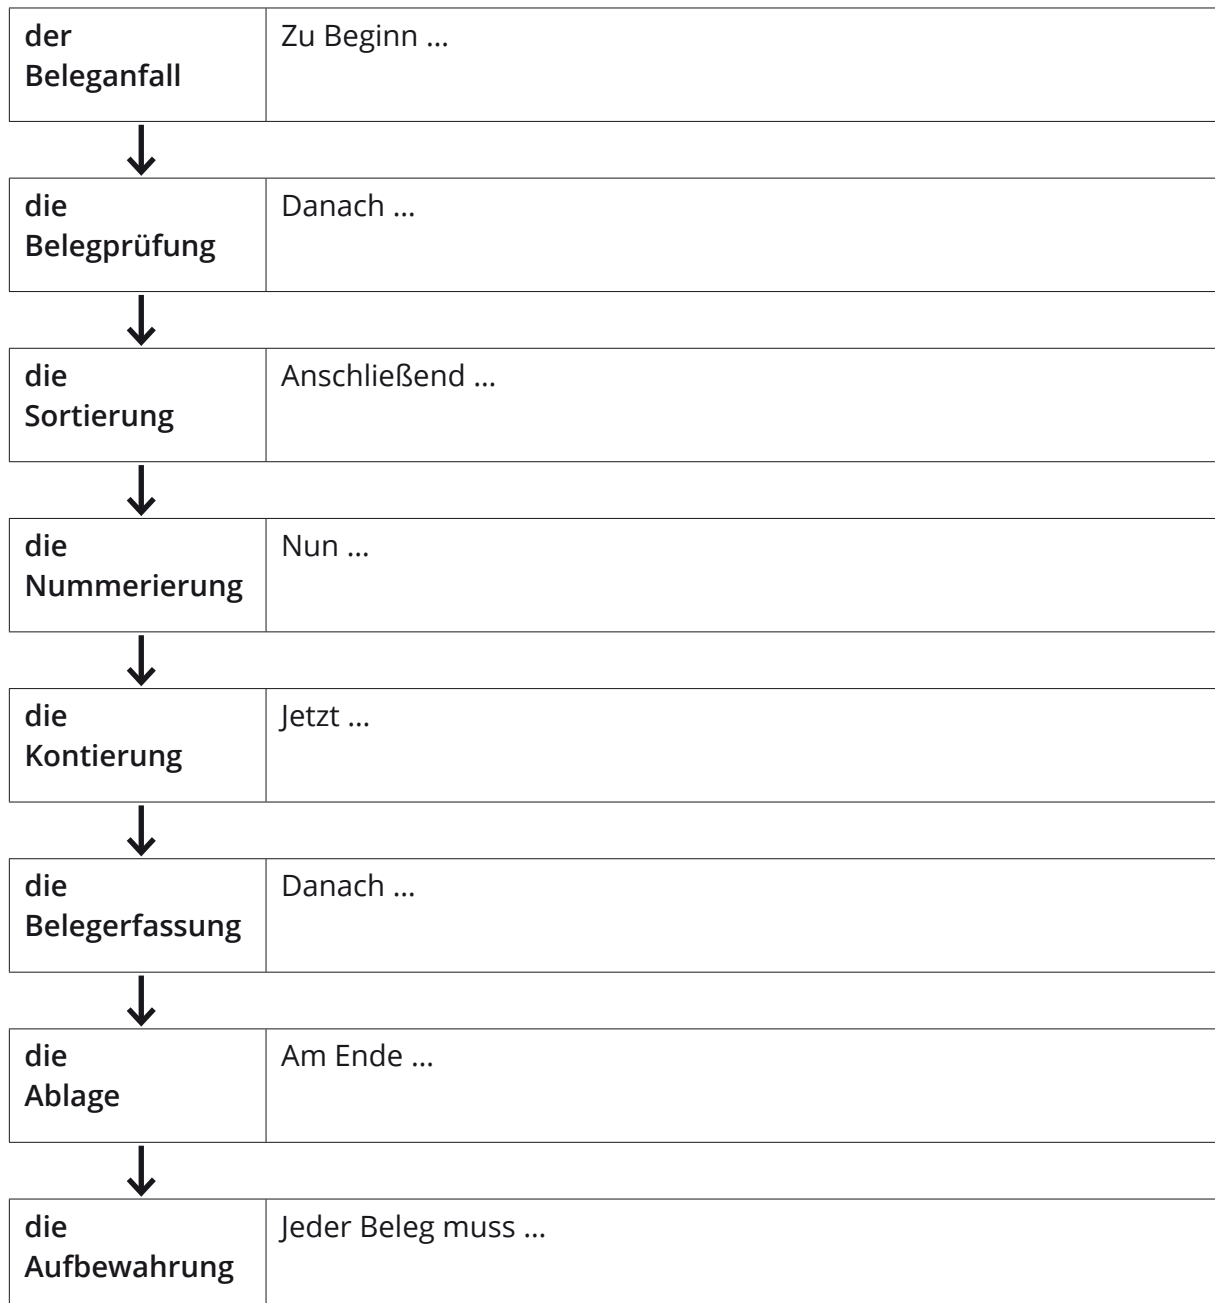 der
Beleganfall
Zu Beginn …
die
Belegprüfung
Danach …
die
Sortierung
Anschließend …
die
Nummerierung
Nun …
die
Kontierung
Jetzt …
die
Belegerfassung
Danach …
die
Ablage
Am Ende …
die
Aufbewahrung
Jeder Beleg muss …